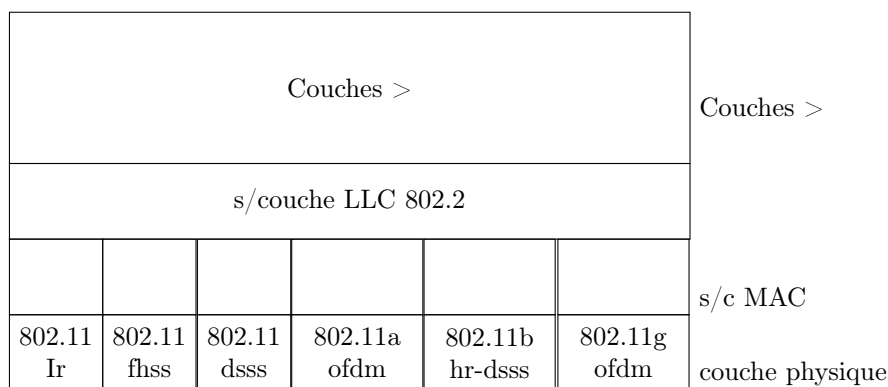 Couches >
Couches >
s/couche LLC 802.2
s/c MAC
802.11 802.11 802.11 802.11a 802.11b 802.11g
Ir fhss dsss ofdm hr-dsss ofdm
couche physique